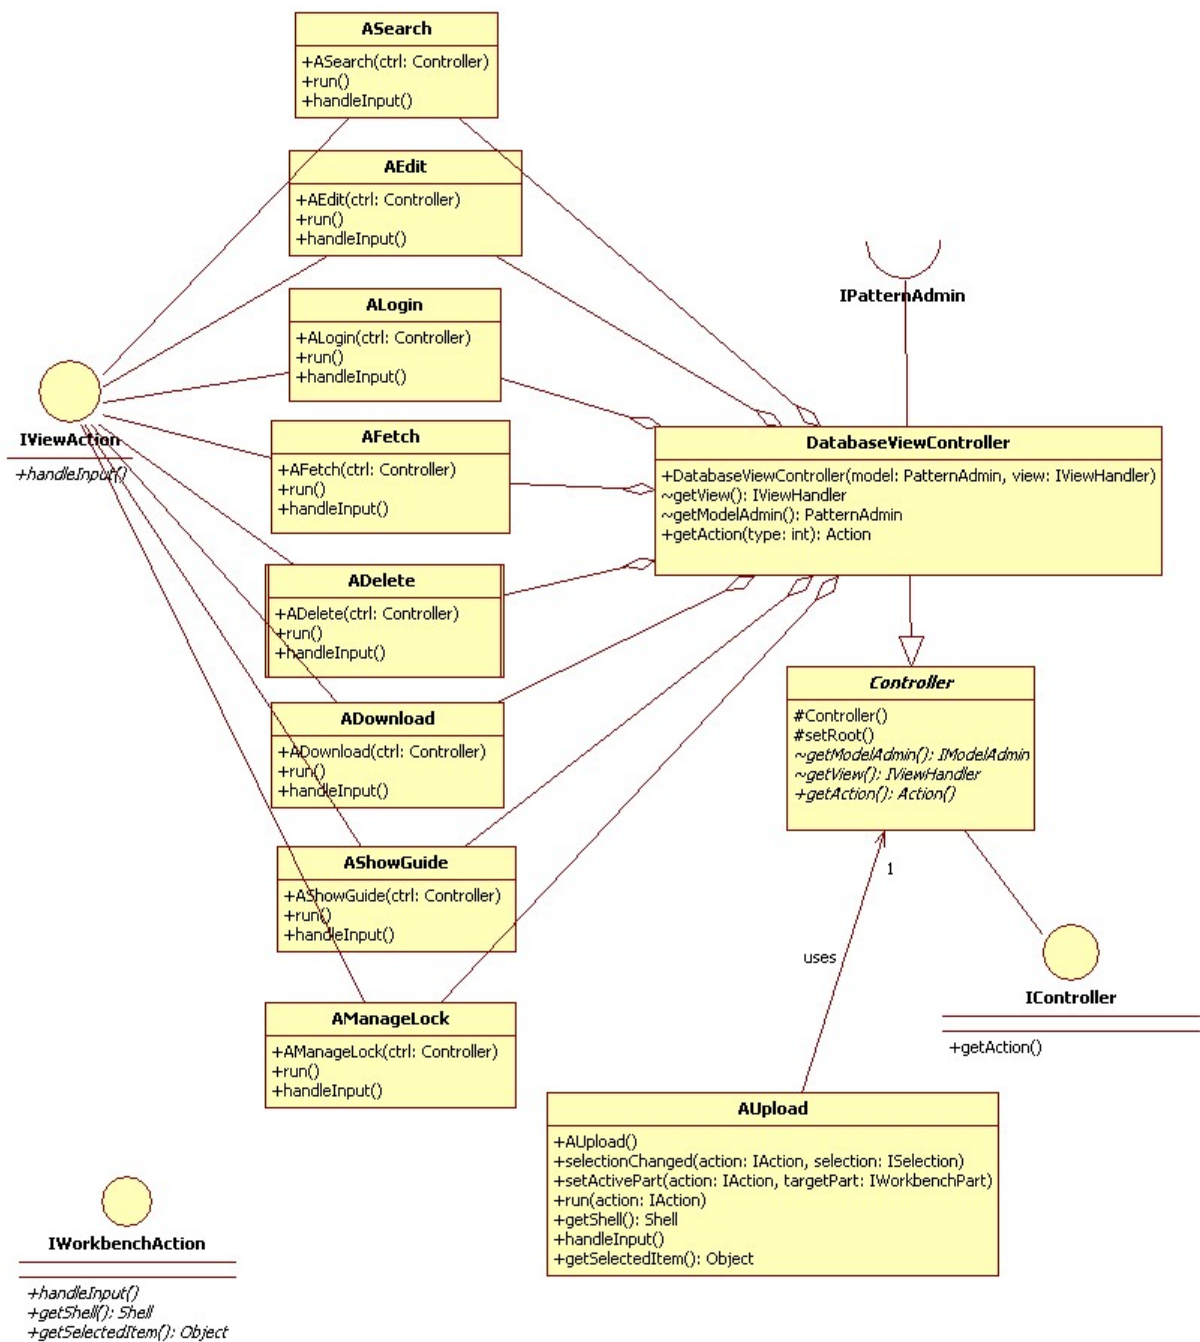 ASearch
+ASearch(ctrl: Controller)
+run()
+handleInput()
AEdit
+AEdit(ctrl: Controller)
+run()
+handleInput()
ALogin
+ALogin(ctrl: Controller)
+run()
+handleInput()
IPatternAdmin
IViewAction
+handleInput()
AFetch
+AFetch(ctrl: Controller)
+run()
+handleInput()
DatabaseViewController
+DatabaseViewController(model: PatternAdmin, view: IViewHandler)
~getView(): IViewHandler
~getModelAdmin(): PatternAdmin
+getAction(type: int): Action
ADelete
+ADelete(ctrl: Controller)
+run()
+handleInput()
Controller
#Controller()
#setRoot()
~getModelAdmin(): IModelAdmin
~getView(): IViewHandler
+getAction(): Action()
ADownload
+ADownload(ctrl: Controller)
+run()
+handleInput()
AShowGuide
+AShowGuide(ctrl: Controller)
+run()
+handleInput()
1
uses
IController
+getAction()
AManageLock
+AManageLock(ctrl: Controller)
+run()
+handleInput()
AUpload
+AUpload()
+selectionChanged(action: IAction, selection: ISelection)
+setActivePart(action: IAction, targetPart: IWorkbenchPart)
+run(action: IAction)
+getShell(): Shell
+handleInput()
+getSelectedItem(): Object
IWorkbenchAction
+handleInput()
+getShell(): Shell
+getSelectedItem(): Object